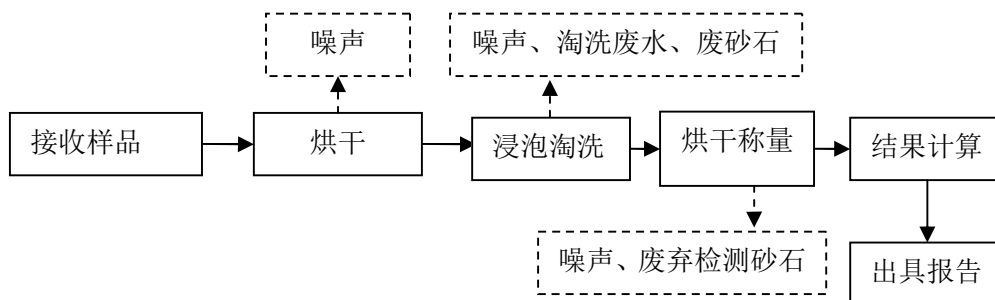 噪声
噪声、淘洗废水、废砂石
接收样品
烘干
浸泡淘洗
烘干称量
结果计算
噪声、废弃检测砂石
出具报告